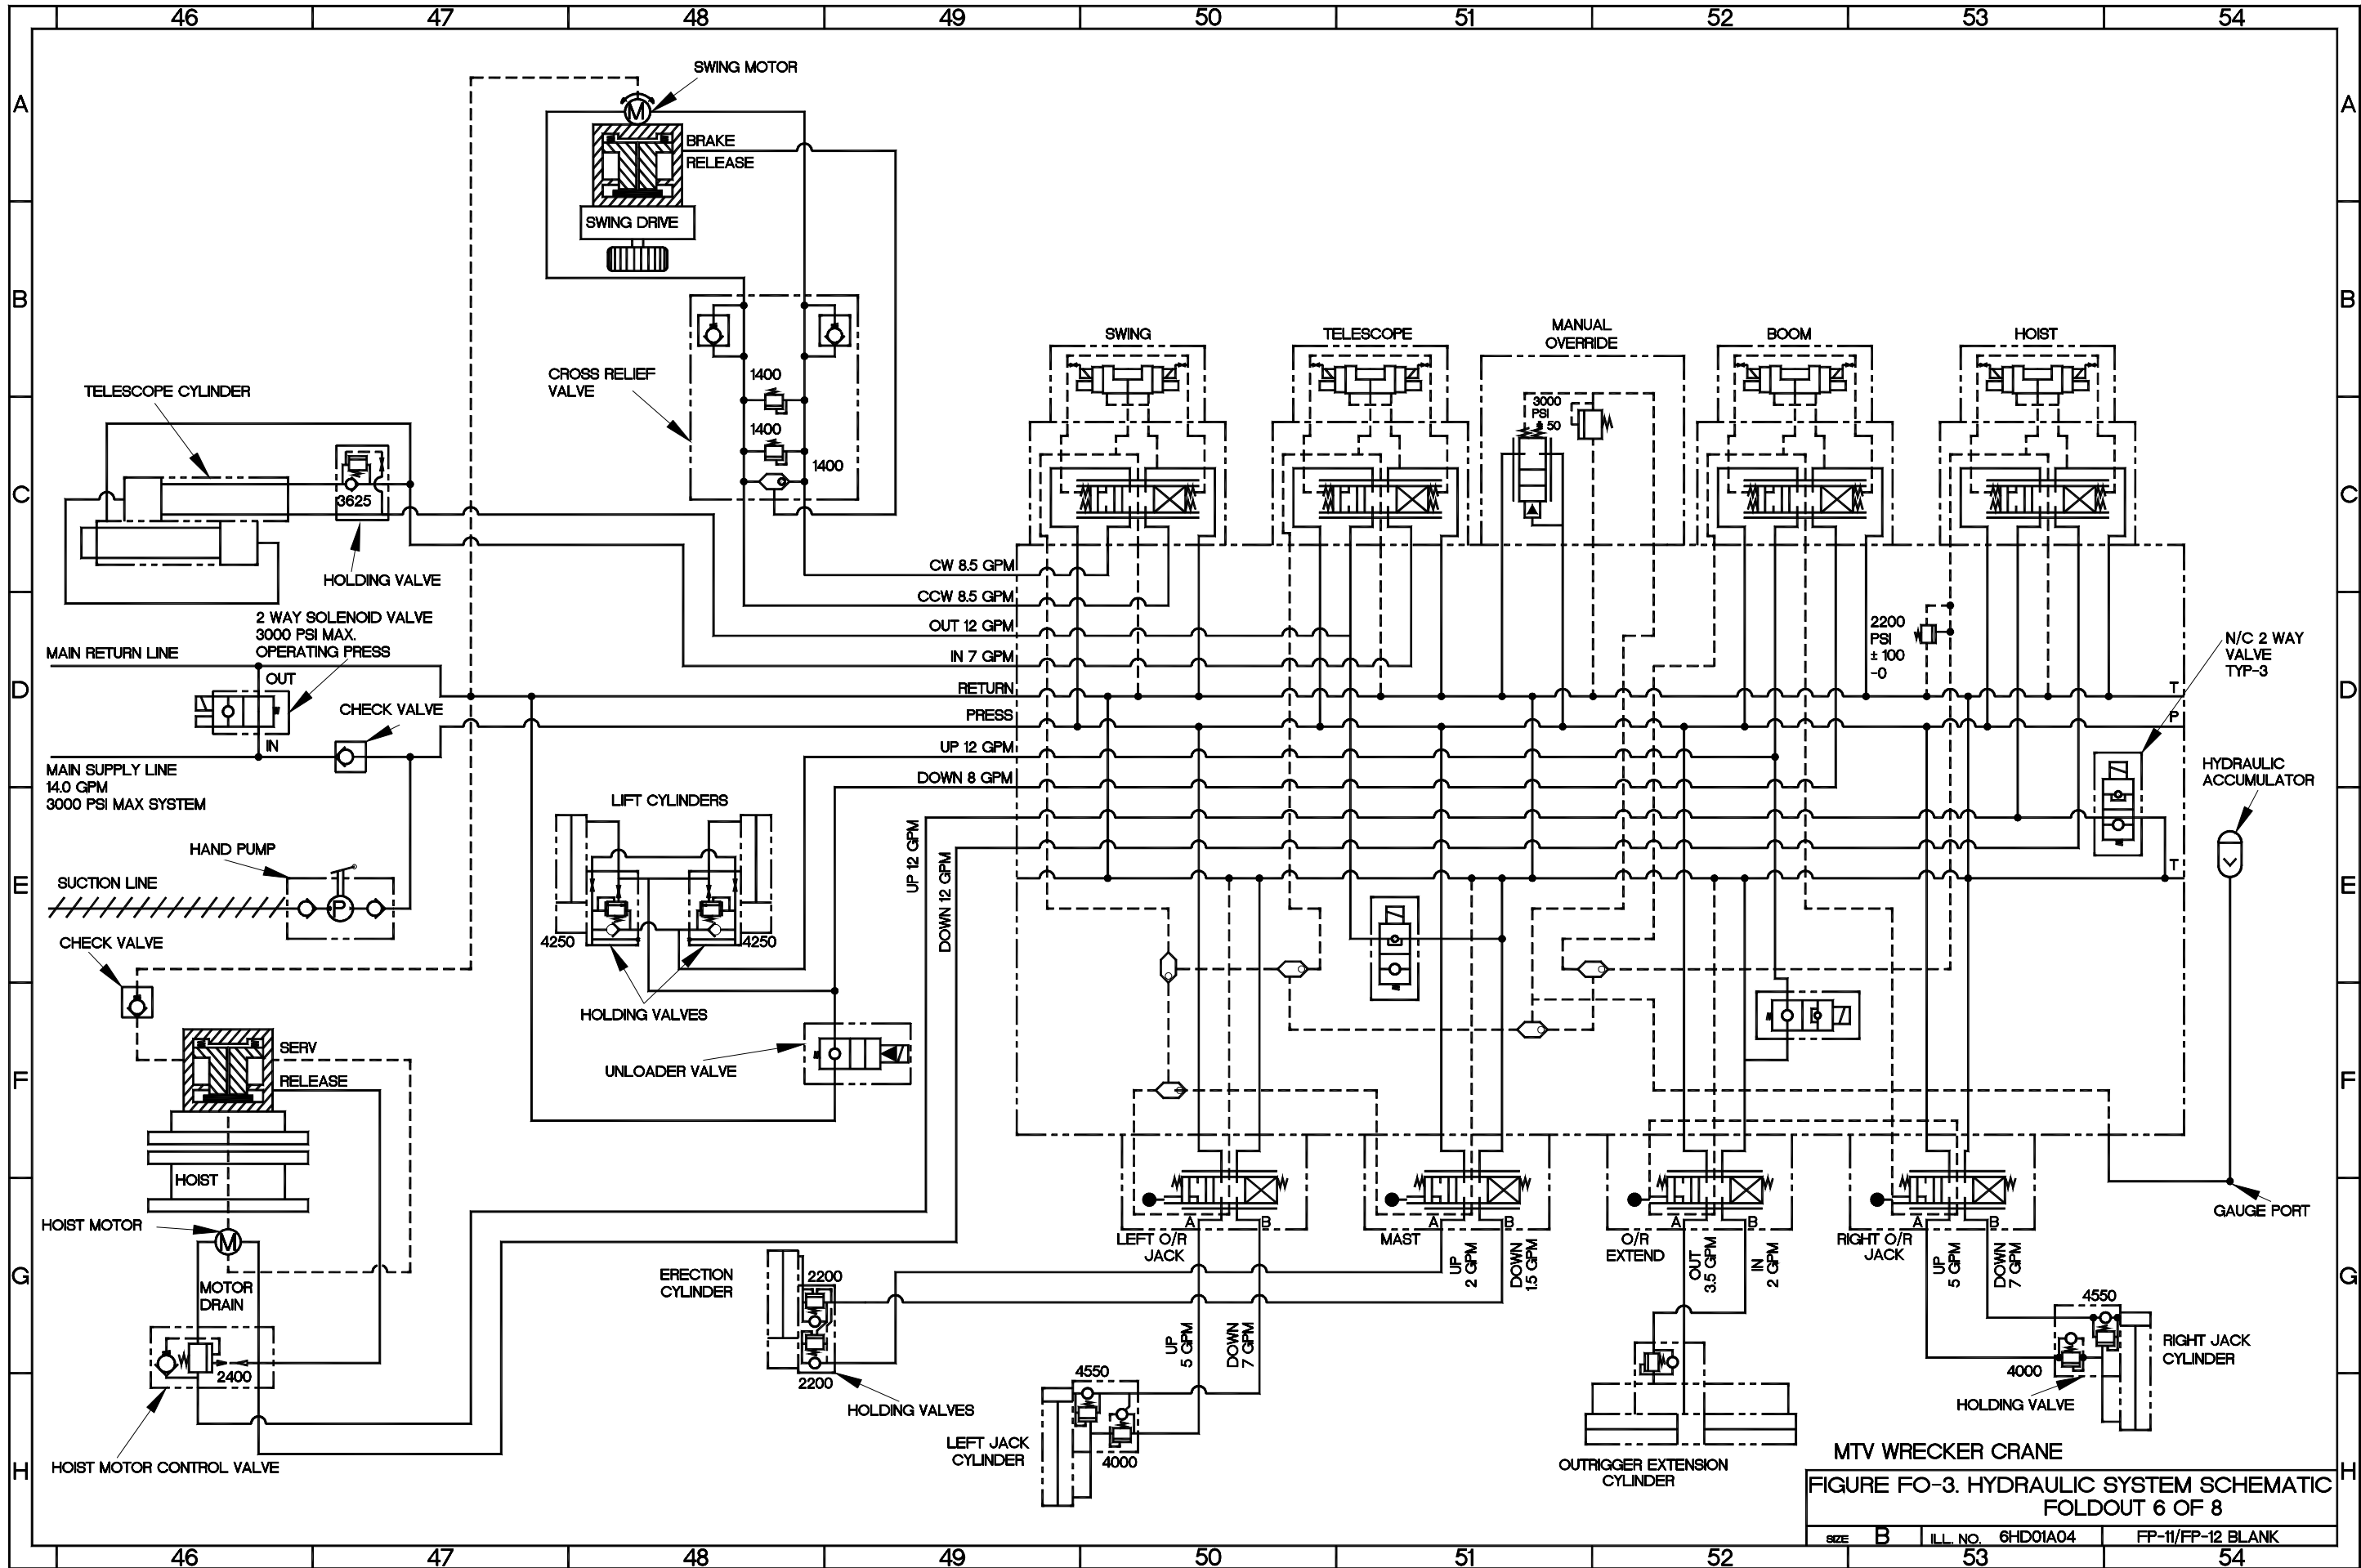 46 47 48 49 50 51 52 53 54
A
A
B
B
C
C
D
D
E
E
F
F
G
G
H
H
SWING MOTOR
BRAKE
RELEASE
SWING DRIVE
CROSS RELIEF
VALVE
1400
1400
1400
TELESCOPE CYLINDER
3625
HOLDING VALVE
SWING
TELESCOPE
MANUAL
OVERRIDE
BOOM
HOIST
3000
PSI
± 50
CW 8.5 GPM
CCW 8.5 GPM
OUT 12 GPM
IN 7 GPM
RETURN
PRESS
UP 12 GPM
DOWN 8 GPM
2 WAY SOLENOID VALVE
3000 PSI MAX.
OPERATING PRESS
MAIN RETURN LINE
OUT
CHECK VALVE
IN
MAIN SUPPLY LINE
14.0 GPM
3000 PSI MAX SYSTEM
2200
PSI
± 100
-0
N/C 2 WAY
VALVE
TYP-3
T
P
T
HYDRAULIC
ACCUMULATOR
LIFT CYLINDERS
4250
4250
HOLDING VALVES
UP 12 GPM
DOWN 12 GPM
HAND PUMP
SUCTION LINE
P
CHECK VALVE
UNLOADER VALVE
SERV
RELEASE
HOIST
HOIST MOTOR
M
M
MOTOR
DRAIN
2400
HOIST MOTOR CONTROL VALVE
ERECTION
CYLINDER
2200
2200
HOLDING VALVES
A B
LEFT O/R
JACK
A B
MAST
UP
2 GPM
DOWN
1.5 GPM
A B
O/R
EXTEND
OUT
3.5 GPM
IN
2 GPM
A B
RIGHT O/R
JACK
UP
5 GPM
DOWN
7 GPM
GAUGE PORT
UP
5 GPM
DOWN
7 GPM
4550
4000
LEFT JACK
CYLINDER
4550
4000
RIGHT JACK
CYLINDER
HOLDING VALVE
OUTRIGGER EXTENSION
CYLINDER
MTV WRECKER CRANE
FIGURE FO-3. HYDRAULIC SYSTEM SCHEMATIC
FOLDOUT 6 OF 8
SIZE B ILL. NO. 6HD01A04 FP-11/FP-12 BLANK
46 47 48 49 50 51 52 53 54